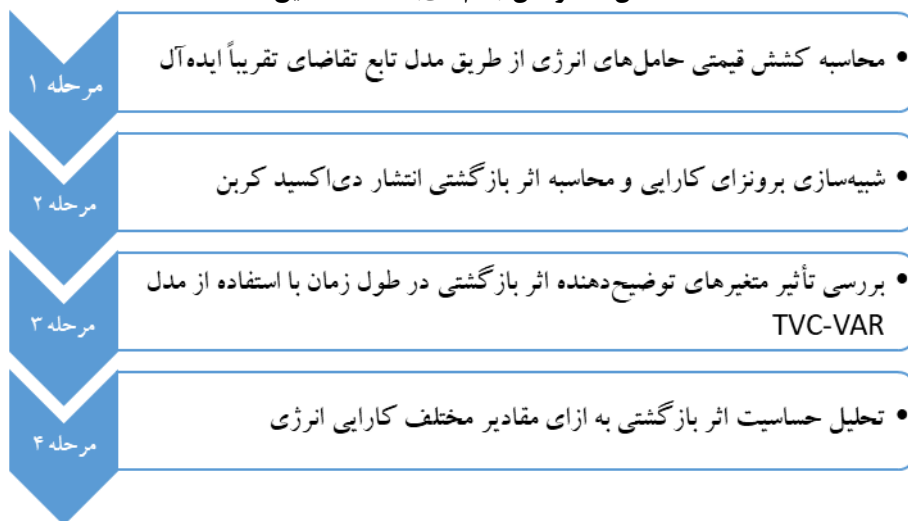 مرحله ۱
• محاسبه کشش قیمتی حامل‌های انرژی از طریق مدل تابع تقاضای تقریباً ایده‌آل
مرحله ۲
• شبیه‌سازی برونزای کارایی و محاسبه اثر بازگشتی انتشار دی‌اکسید کربن
مرحله ۳
• بررسی تأثیر متغیرهای توضیح‌دهنده اثر بازگشتی در طول زمان با استفاده از مدل
TVC-VAR
مرحله ۴
• تحلیل حساسیت اثر بازگشتی به ازای مقادیر مختلف کارایی انرژی